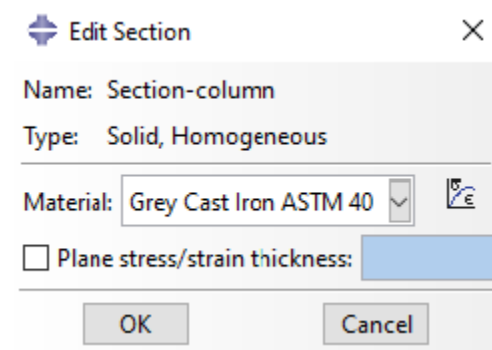 Edit Section
Name: Section-column
Type: Solid, Homogeneous
Material: Grey Cast Iron ASTM 40
Plane stress/strain thickness:
OK Cancel